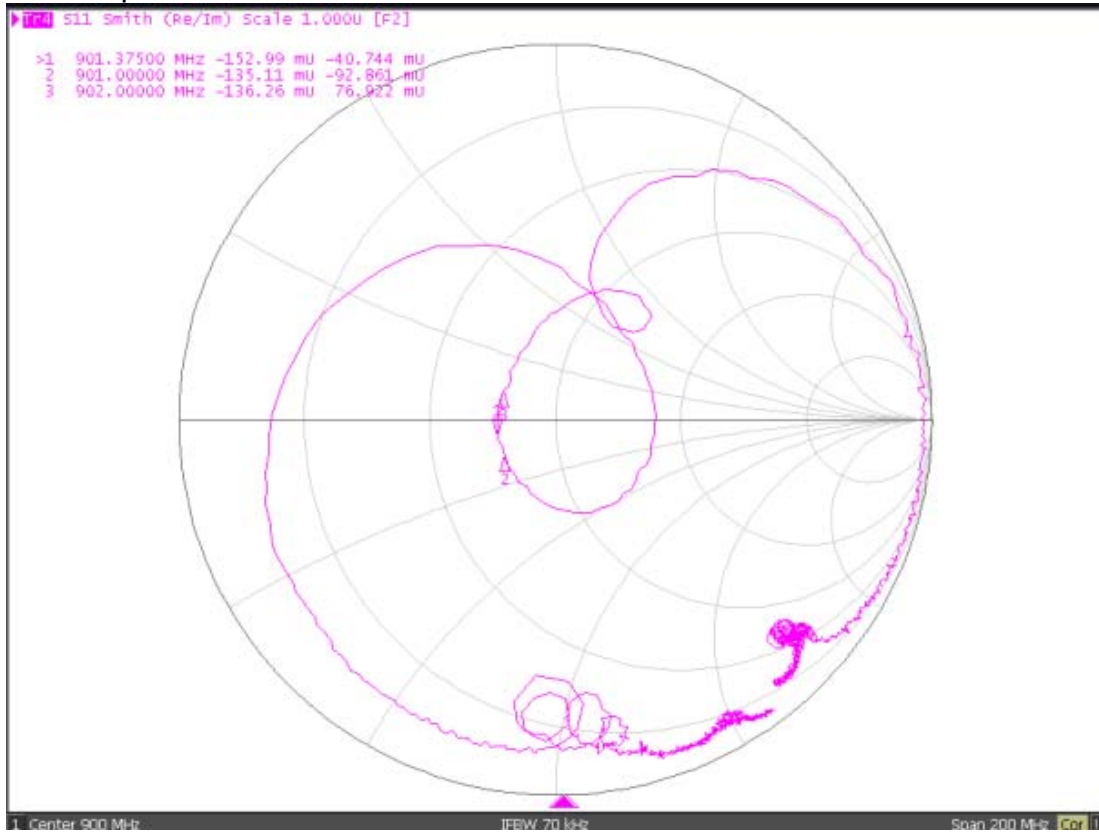 Tr4 S11 Smith (Re/Im) Scale 1.000U [F2]
>1 901.37500 MHz -152.99 mU -40.744 mU
2 901.00000 MHz -135.11 mU -92.861 mU
3 902.00000 MHz -136.26 mU 76.922 mU
2
1 Center 900 MHz IFBW 70 kHz Span 200 MHz Cor